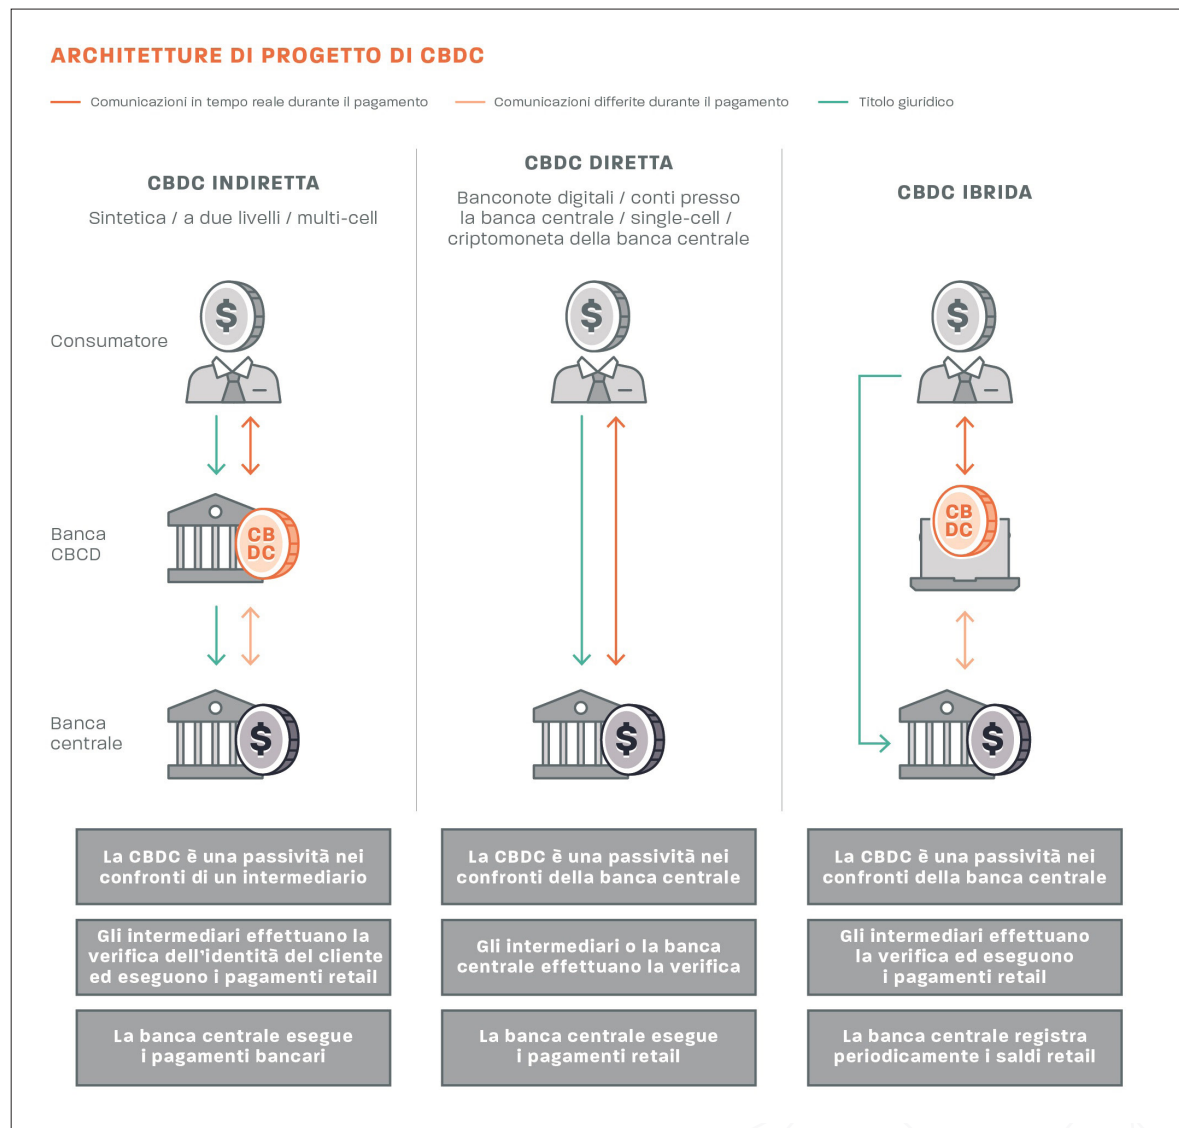 ARCHITETTURE DI PROGETTO DI CBDC
Comunicazioni in tempo reale durante il pagamento
Comunicazioni differite durante il pagamento
Titolo giuridico
CBDC INDIRETTA
Sintetica / a due livelli / multi-cell
CBDC DIRETTA
Banconote digitali / conti presso
la banca centrale / single-cell /
criptomoneta della banca centrale
CBDC IBRIDA
Consumatore
$
$
$
Banca
CBCD
CB
DC
CB
DC
Banca
centrale
$
$
$
La CBDC è una passività nei
confronti di un intermediario
Gli intermediari effettuano la
verifica dell'identità del cliente
ed eseguono i pagamenti retail
La banca centrale esegue
i pagamenti bancari
La CBDC è una passività nei
confronti della banca centrale
Gli intermediari o la banca
centrale effettuano la verifica
La banca centrale esegue
i pagamenti retail
La CBDC è una passività nei
confronti della banca centrale
Gli intermediari effettuano
la verifica ed eseguono
i pagamenti retail
La banca centrale registra
periodicamente i saldi retail